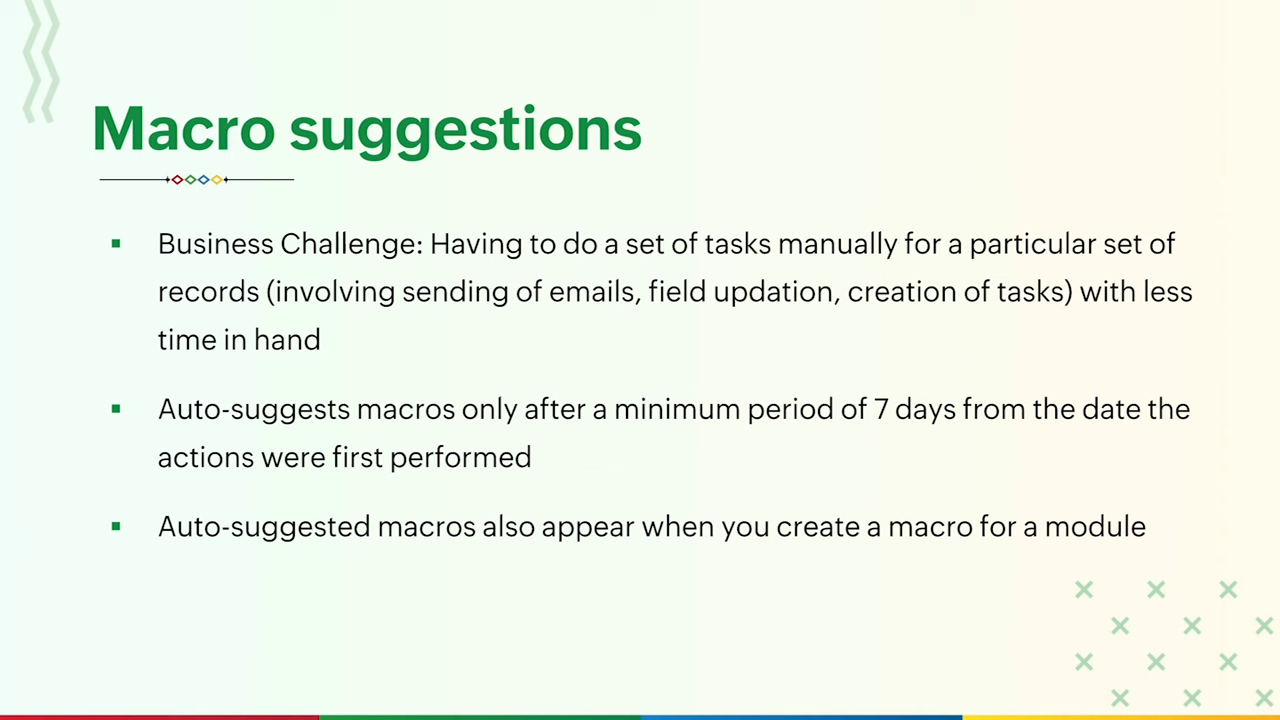 Macro suggestions
Business Challenge: Having to do a set of tasks manually for a particular set of
records (involving sending of emails, field updation, creation of tasks) with less
time in hand
Auto-suggests macros only after a minimum period of 7 days from the date the
actions were first performed
Auto-suggested macros also appear when you create a macro for a module